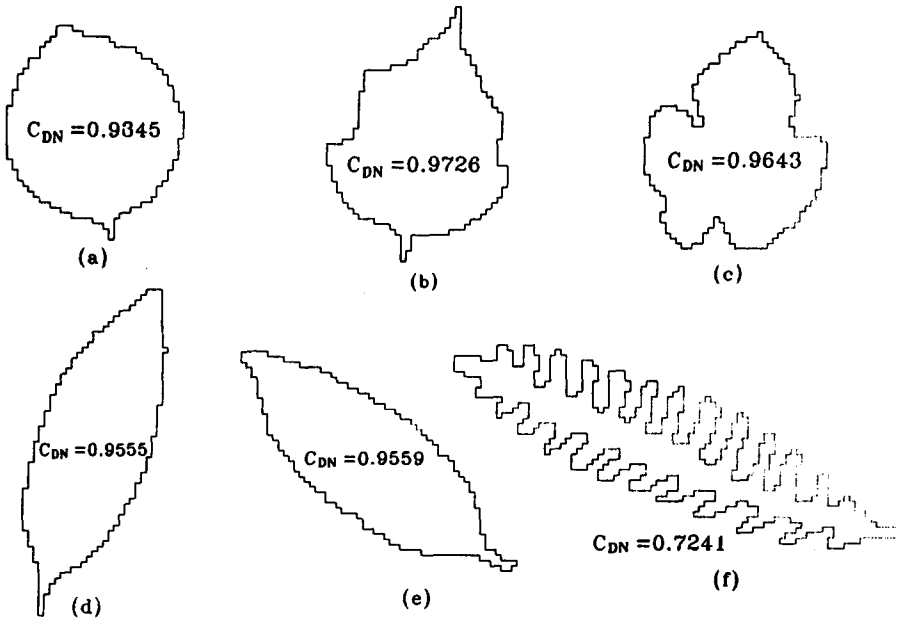 C_DN = 0.9345
(a)
C_DN = 0.9726
(b)
C_DN = 0.9643
(c)
C_DN = 0.9555
(d)
C_DN = 0.9559
(e)
C_DN = 0.7241
(f)